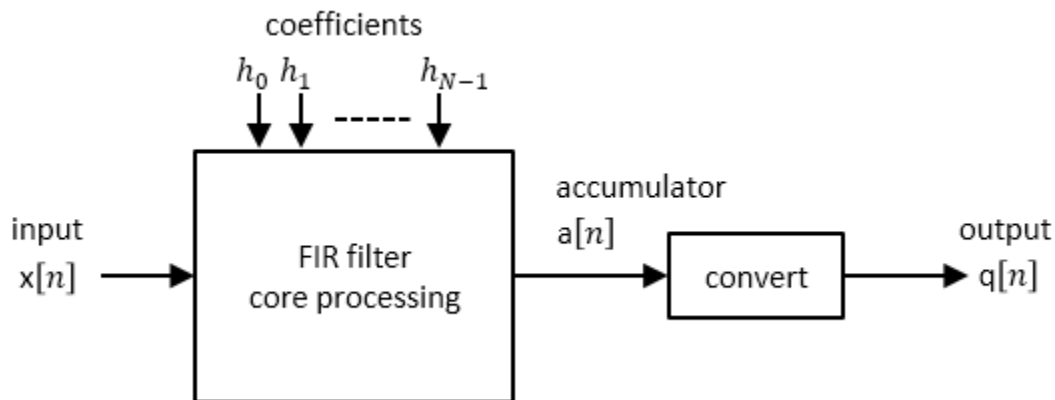 coefficients
h₀ h₁ h_{N−1}
-----
input
x[n]
FIR filter
core processing
accumulator
a[n]
convert
output
q[n]